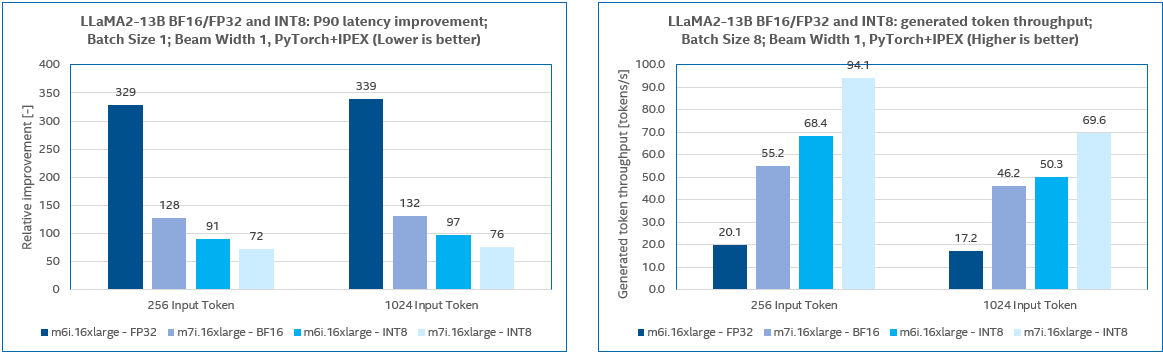 LLaMA2-13B BF16/FP32 and INT8: P90 latency improvement;
Batch Size 1; Beam Width 1, PyTorch+IPEX (Lower is better)
Relative improvement [-]
400
350
300
250
200
150
100
50
0
329
128
91
72
339
132
97
76
256 Input Token
1024 Input Token
m6i.16xlarge - FP32
m7i.16xlarge - BF16
m6i.16xlarge - INT8
m7i.16xlarge - INT8
LLaMA2-13B BF16/FP32 and INT8: generated token throughput;
Batch Size 8; Beam Width 1, PyTorch+IPEX (Higher is better)
Generated token throughput [tokens/s]
100.0
90.0
80.0
70.0
60.0
50.0
40.0
30.0
20.0
10.0
0.0
20.1
55.2
68.4
94.1
17.2
46.2
50.3
69.6
256 Input Token
1024 Input Token
m6i.16xlarge - FP32
m7i.16xlarge - BF16
m6i.16xlarge - INT8
m7i.16xlarge - INT8